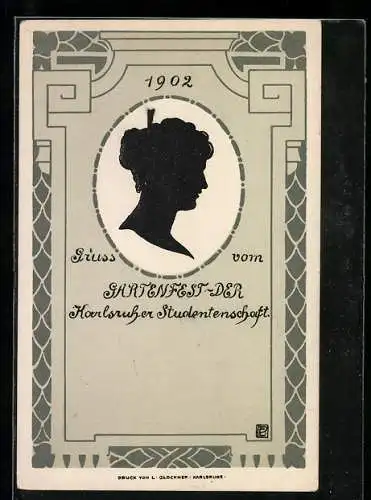 1902
Gruss vom
GARTENFEST-DER
Karlsruher Studentenschaft.
DRUCK VON L. GLOCKNER - KARLSRUHE -